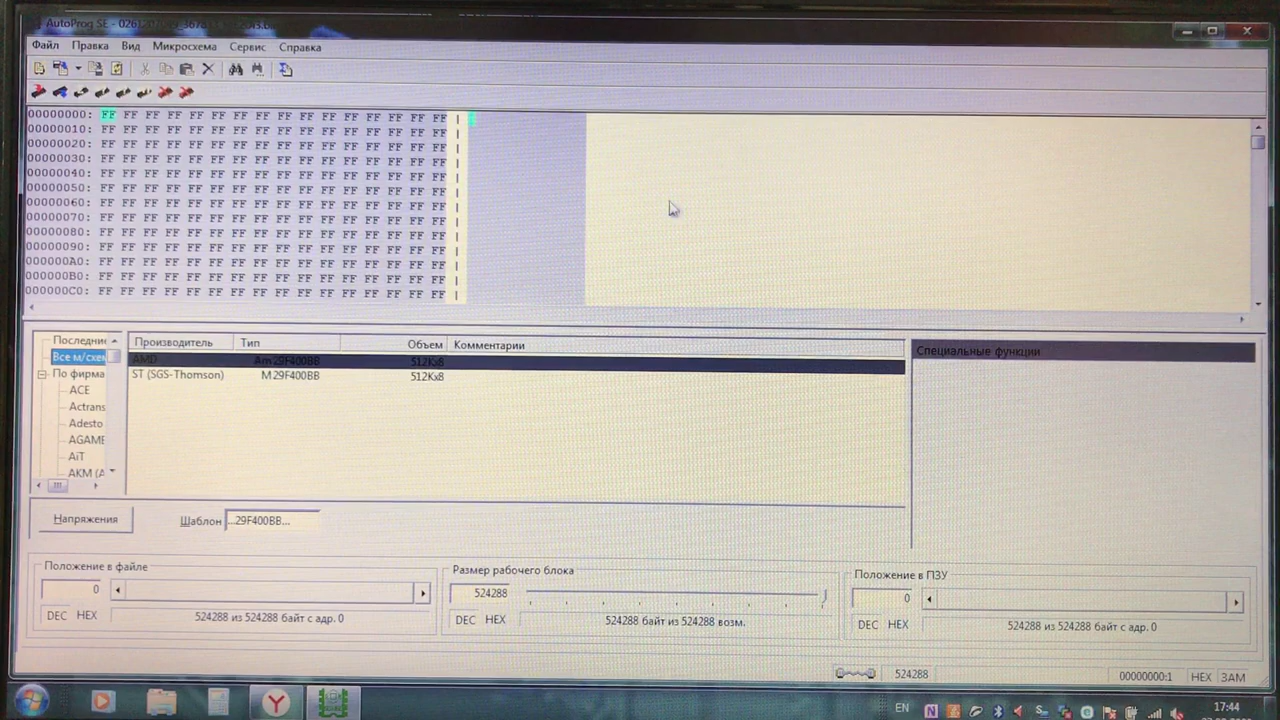 AutoProg SE - 0261207
Файл Правка Вид Микросхема Сервис Справка
00000000: FF FF FF FF FF FF FF FF FF FF FF FF FF FF FF FF |
00000010: FF FF FF FF FF FF FF FF FF FF FF FF FF FF FF FF |
00000020: FF FF FF FF FF FF FF FF FF FF FF FF FF FF FF FF |
00000030: FF FF FF FF FF FF FF FF FF FF FF FF FF FF FF FF |
00000040: FF FF FF FF FF FF FF FF FF FF FF FF FF FF FF FF |
00000050: FF FF FF FF FF FF FF FF FF FF FF FF FF FF FF FF |
00000060: FF FF FF FF FF FF FF FF FF FF FF FF FF FF FF FF |
00000070: FF FF FF FF FF FF FF FF FF FF FF FF FF FF FF FF |
00000080: FF FF FF FF FF FF FF FF FF FF FF FF FF FF FF FF |
00000090: FF FF FF FF FF FF FF FF FF FF FF FF FF FF FF FF |
000000A0: FF FF FF FF FF FF FF FF FF FF FF FF FF FF FF FF |
000000B0: FF FF FF FF FF FF FF FF FF FF FF FF FF FF FF FF |
000000C0: FF FF FF FF FF FF FF FF FF FF FF FF FF FF FF FF |
Последние
Все м/схем
По фирма
ACE
Actrans
Adesto
AGAME
AiT
AKM (A
Производитель Тип Объем Комментарии
AMD Am29F400BB 512Kx8
ST (SGS-Thomson) M29F400BB 512Kx8
Специальные функции
Напряжения Шаблон ...29F400BB...
Положение в файле
0
DEC HEX 524288 из 524288 байт с адр. 0
Размер рабочего блока
524288
DEC HEX 524288 байт из 524288 возм.
Положение в ПЗУ
0
DEC HEX 524288 из 524288 байт с адр. 0
524288 00000000:1 HEX ЗАМ
EN 17:44